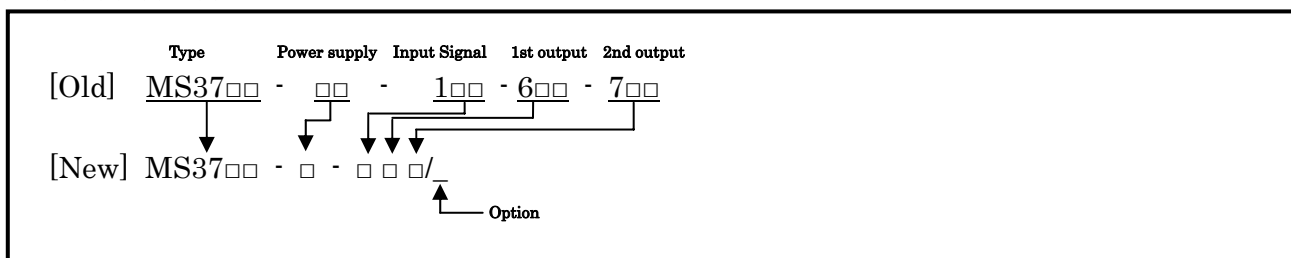 Type Power supply Input Signal 1st output 2nd output
[Old] MS37□□ - □□ - 1□□ - 6□□ - 7□□
[New] MS37□□ - □ - □ □ □/_
Option